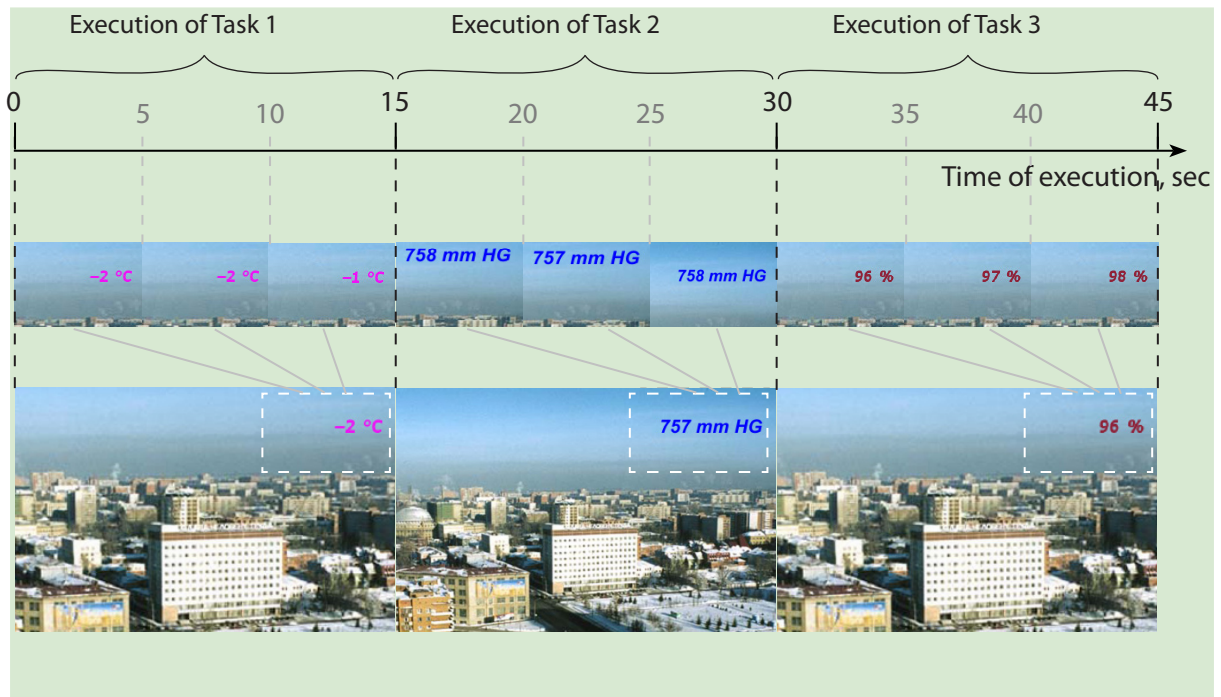 Execution of Task 1 Execution of Task 2 Execution of Task 3
0 5 10 15 20 25 30 35 40 45
Time of execution, sec
–2 °C –2 °C –1 °C 758 mm HG 757 mm HG 758 mm HG 96 % 97 % 98 %
–2 °C 757 mm HG 96 %